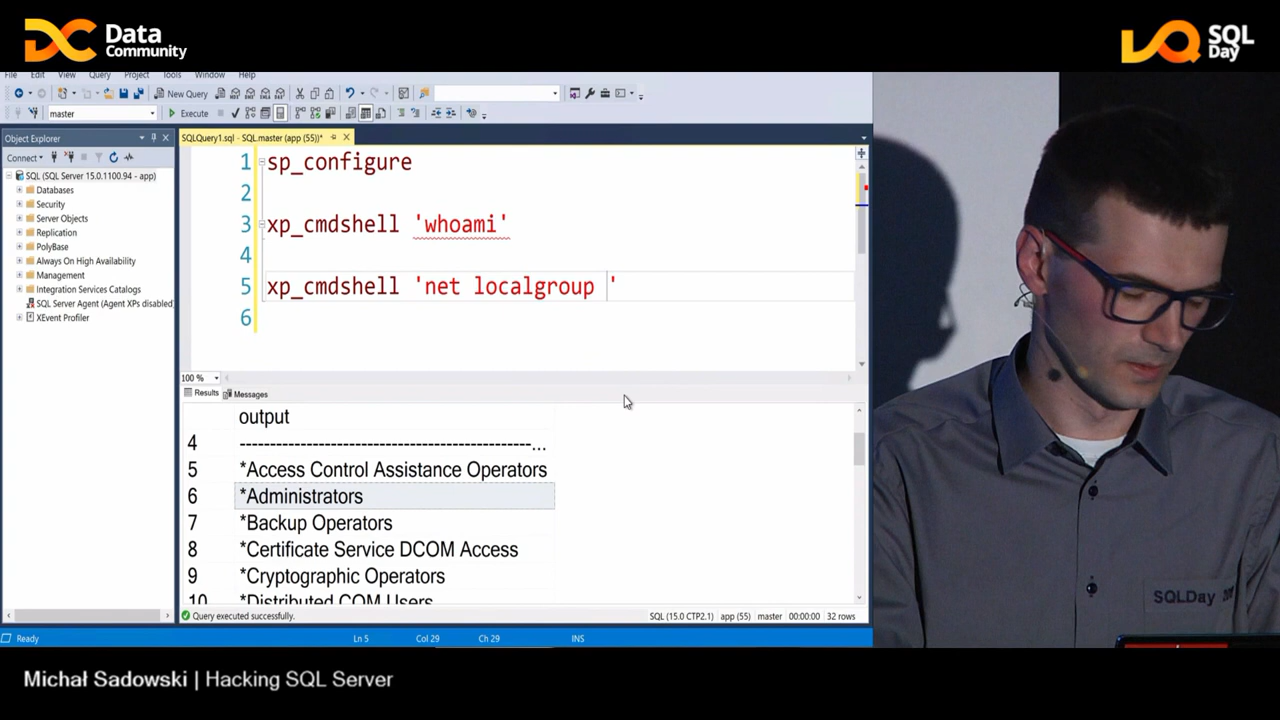 Data
Community
SQL
Day
File Edit View Query Project Tools Window Help
New Query
master Execute
Object Explorer
SQLQuery1.sql - SQL.master (app (55))*
Connect
SQL (SQL Server 15.0.1100.94 - app)
Databases
Security
Server Objects
Replication
PolyBase
Always On High Availability
Management
Integration Services Catalogs
SQL Server Agent (Agent XPs disabled)
XEvent Profiler
1 sp_configure
2
3 xp_cmdshell 'whoami'
4
5 xp_cmdshell 'net localgroup '
6
100 %
Results Messages
output
4 ------------------------------------------------...
5 *Access Control Assistance Operators
6 *Administrators
7 *Backup Operators
8 *Certificate Service DCOM Access
9 *Cryptographic Operators
10 *Distributed COM Users
Query executed successfully. SQL (15.0 CTP2.1) app (55) master 00:00:00 32 rows
Ready Ln 5 Col 29 Ch 29 INS
SQLDay
Michał Sadowski | Hacking SQL Server